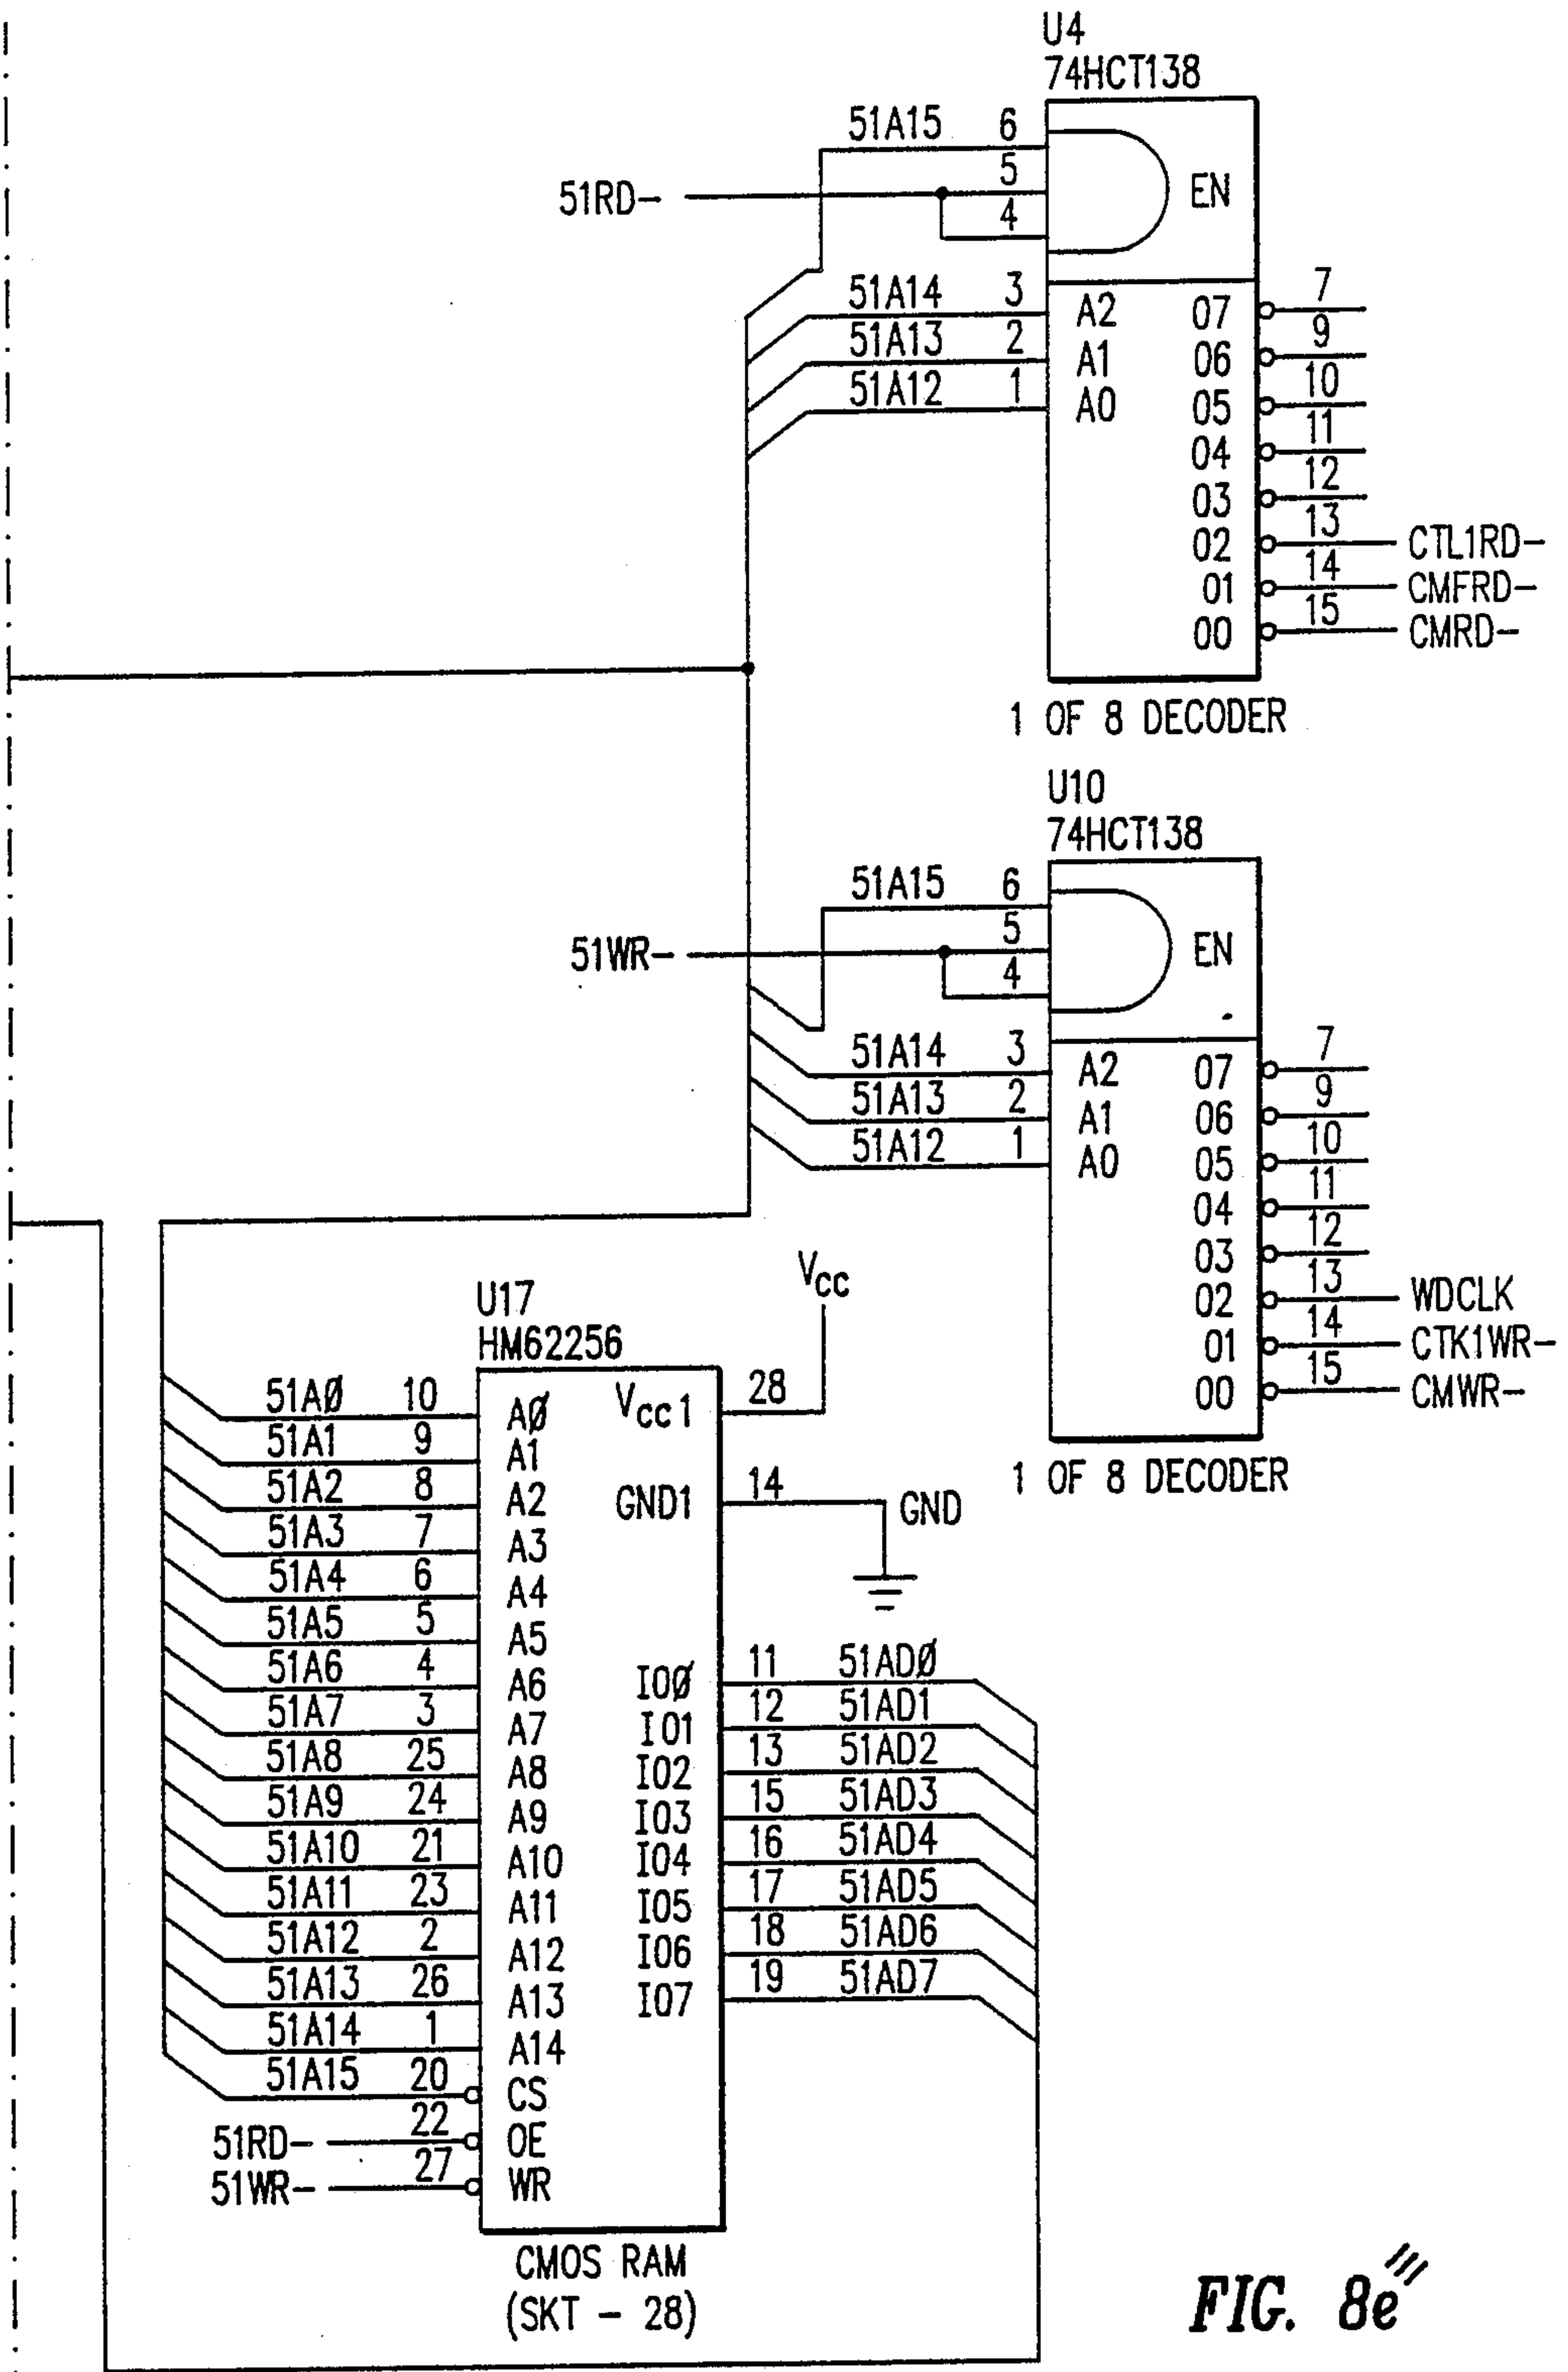 U4
74HCT138
51A15 6
51RD- 5
4
EN
51A14 3 A2 07 7
51A13 2 A1 06 9
51A12 1 A0 05 10
04 11
03 12
02 13 CTL1RD-
01 14 CMFRD-
00 15 CMRD-
1 OF 8 DECODER
U10
74HCT138
51A15 6
51WR- 5
4
EN
51A14 3 A2 07 7
51A13 2 A1 06 9
51A12 1 A0 05 10
04 11
03 12
02 13 WDCLK
01 14 CTK1WR-
00 15 CMWR-
1 OF 8 DECODER
VCC
U17
HM62256
51AØ 10 AØ VCC1 28
51A1 9 A1
51A2 8 A2 GND1 14 GND
51A3 7 A3
51A4 6 A4
51A5 5 A5
51A6 4 A6 IOØ 11 51ADØ
51A7 3 A7 IO1 12 51AD1
51A8 25 A8 IO2 13 51AD2
51A9 24 A9 IO3 15 51AD3
51A10 21 A10 IO4 16 51AD4
51A11 23 A11 IO5 17 51AD5
51A12 2 A12 IO6 18 51AD6
51A13 26 A13 IO7 19 51AD7
51A14 1 A14
51A15 20 CS
51RD- 22 OE
51WR- 27 WR
CMOS RAM
(SKT - 28)
FIG. 8e'''